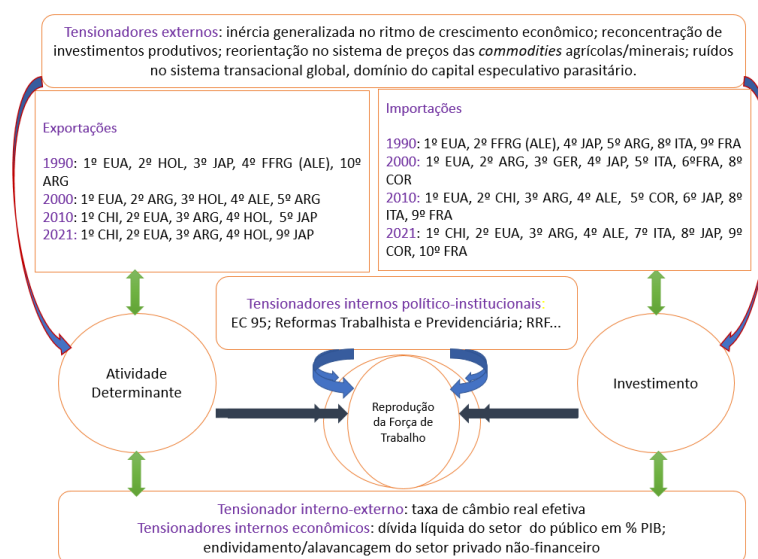 Tensionadores externos: inércia generalizada no ritmo de crescimento econômico; reconcentração de
investimentos produtivos; reorientação no sistema de preços das commodities agrícolas/minerais; ruídos
no sistema transacional global, domínio do capital especulativo parasitário.
Exportações
1990: 1º EUA, 2º HOL, 3º JAP, 4º FFRG (ALE), 10º
ARG
2000: 1º EUA, 2º ARG, 3º HOL, 4º ALE, 5º ARG
2010: 1º CHI, 2º EUA, 3º ARG, 4º HOL, 5º JAP
2021: 1º CHI, 2º EUA, 3º ARG, 4º HOL, 9º JAP
Importações
1990: 1º EUA, 2º FFRG (ALE), 4º JAP, 5º ARG, 8º ITA, 9º FRA
2000: 1º EUA, 2º ARG, 3º GER, 4º JAP, 5º ITA, 6ºFRA, 8º
COR
2010: 1º EUA, 2º CHI, 3º ARG, 4º ALE, 5º COR, 6º JAP, 8º
ITA, 9º FRA
2021: 1º CHI, 2º EUA, 3º ARG, 4º ALE, 7º ITA, 8º JAP, 9º
COR, 10º FRA
Tensionadores internos político-institucionais
EC 95; Reformas Trabalhista e Previdenciária; RRF...
Atividade
Determinante
Reprodução
da Força de
Trabalho
Investimento
Tensionador interno-externo: taxa de câmbio real efetiva
Tensionadores internos econômicos: dívida líquida do setor do público em % PIB;
endividamento/alavancagem do setor privado não-financeiro